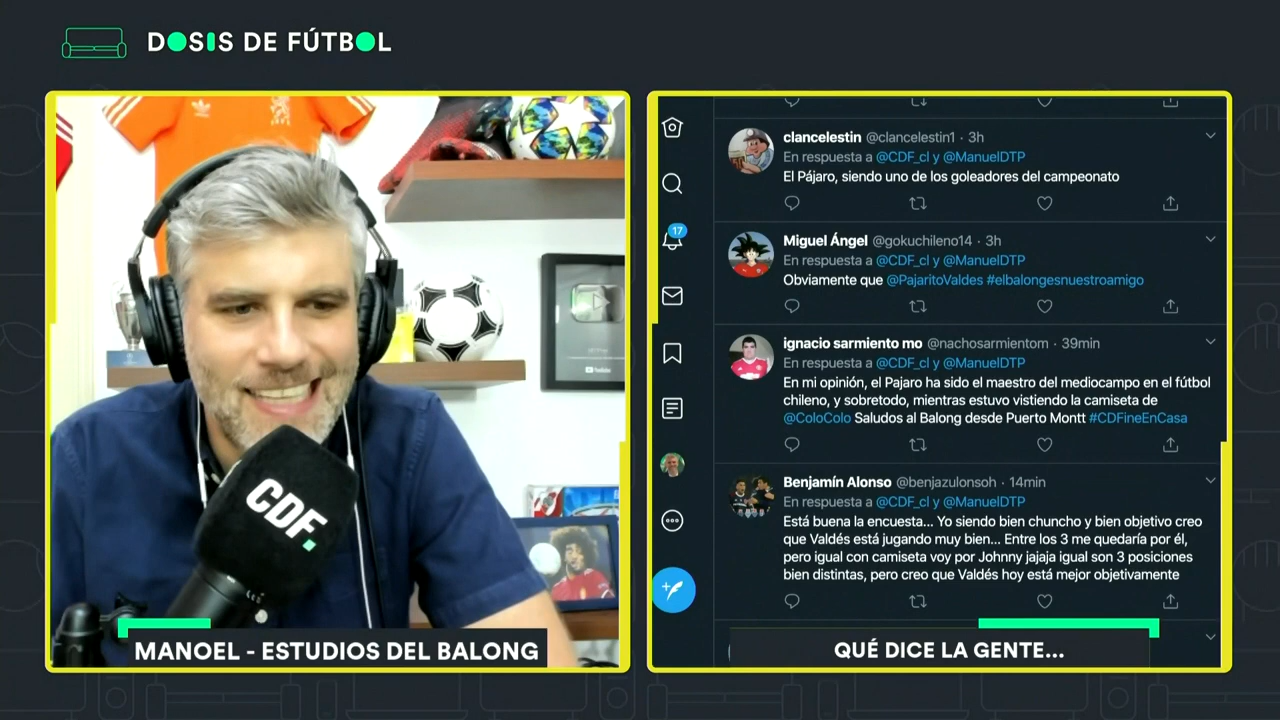 DOSIS DE FÚTBOL
CDF.
YouTube
MANOEL - ESTUDIOS DEL BALONG
17
clancelestin @clancelestin1 · 3h
En respuesta a @CDF_cl y @ManuelDTP
El Pájaro, siendo uno de los goleadores del campeonato
Miguel Ángel @gokuchileno14 · 3h
En respuesta a @CDF_cl y @ManuelDTP
Obviamente que @PajaritoValdes #elbalongesnuestroamigo
ignacio sarmiento mo @nachosarmientom · 39min
En respuesta a @CDF_cl y @ManuelDTP
En mi opinión, el Pajaro ha sido el maestro del mediocampo en el fútbol
chileno, y sobretodo, mientras estuvo vistiendo la camiseta de
@ColoColo Saludos al Balong desde Puerto Montt #CDFineEnCasa
Benjamín Alonso @benjazulonsoh · 14min
En respuesta a @CDF_cl y @ManuelDTP
Está buena la encuesta... Yo siendo bien chuncho y bien objetivo creo
que Valdés está jugando muy bien... Entre los 3 me quedaría por él,
pero igual con camiseta voy por Johnny jajaja igual son 3 posiciones
bien distintas, pero creo que Valdés hoy está mejor objetivamente
QUÉ DICE LA GENTE...